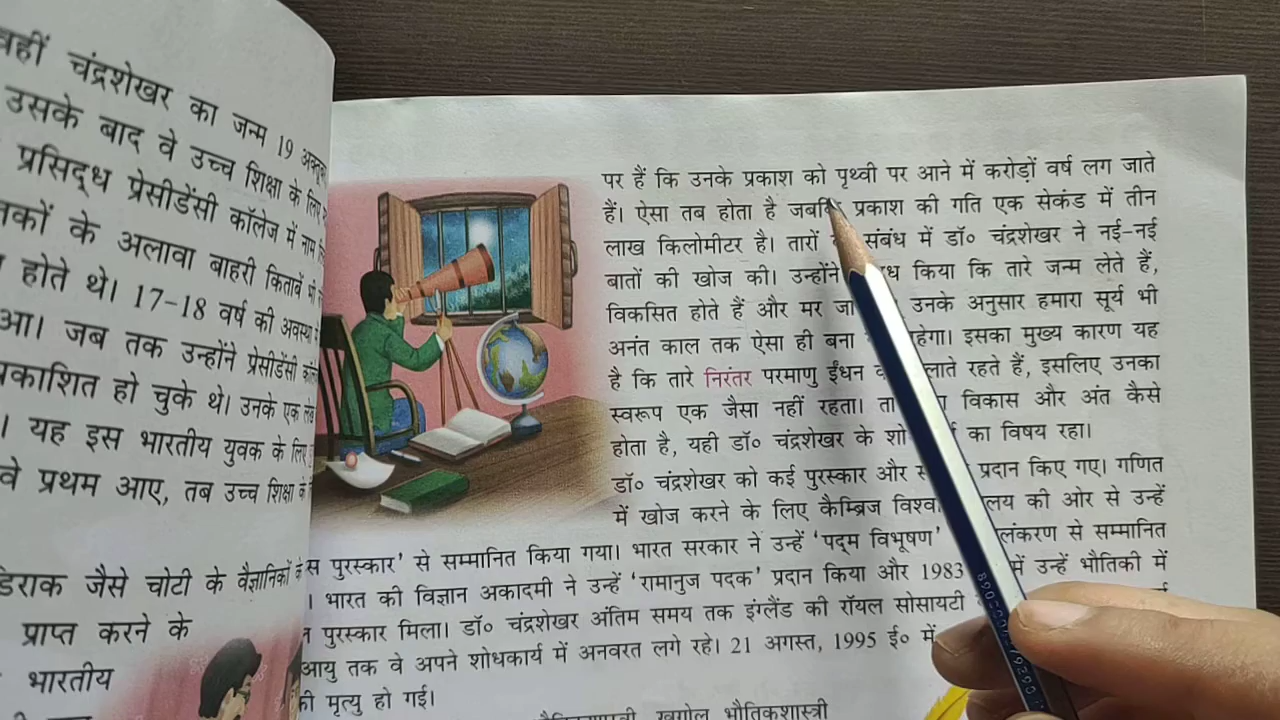 वहीं चंद्रशेखर का जन्म 19
उसके बाद वे उच्च शिक्षा के लिए
प्रसिद्ध प्रेसीडेंसी कॉलेज में नाम
के अलावा बाहरी किताबें भी
होते थे। 17-18 वर्ष की अवस्था
जब तक उन्होंने प्रेसीडेंसी
प्रकाशित हो चुके थे। उनके एक लेख
। यह इस भारतीय युवक के लिए
वे प्रथम आए, तब उच्च शिक्षा के
डिराक जैसे चोटी के वैज्ञानिकों के
प्राप्त करने के
भारतीय
पर हैं कि उनके प्रकाश को पृथ्वी पर आने में करोड़ों वर्ष लग जाते
हैं। ऐसा तब होता है जबकि प्रकाश की गति एक सेकंड में तीन
लाख किलोमीटर है। तारों संबंध में डॉ० चंद्रशेखर ने नई-नई
बातों की खोज की। उन्होंने किया कि तारे जन्म लेते हैं,
विकसित होते हैं और मर उनके अनुसार हमारा सूर्य भी
अनंत काल तक ऐसा ही बना रहेगा। इसका मुख्य कारण यह
है कि तारे निरंतर परमाणु ईंधन रहते हैं, इसलिए उनका
स्वरूप एक जैसा नहीं रहता। विकास और अंत कैसे
होता है, यही डॉ० चंद्रशेखर के का विषय रहा।
डॉ० चंद्रशेखर को कई पुरस्कार और प्रदान किए गए। गणित
में खोज करने के लिए कैम्ब्रिज की ओर से उन्हें
पुरस्कार' से सम्मानित किया गया। भारत सरकार ने उन्हें 'पद्म विभूषण' से सम्मानित
। भारत की विज्ञान अकादमी ने उन्हें 'रामानुज पदक' प्रदान किया और 1983 में उन्हें भौतिकी में
पुरस्कार मिला। डॉ० चंद्रशेखर अंतिम समय तक इंग्लैंड की रॉयल सोसायटी
आयु तक वे अपने शोधकार्य में अनवरत लगे रहे। 21 अगस्त, 1995 ई० में
की मृत्यु हो गई।
खगोल भौतिकशास्त्री